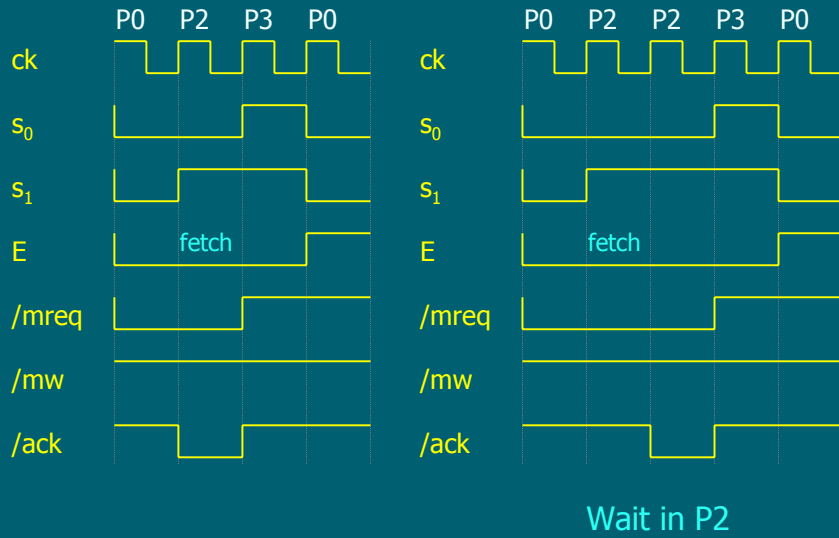 P0 P2 P3 P0
ck
s₀
s₁
E fetch
/mreq
/mw
/ack
P0 P2 P2 P3 P0
ck
s₀
s₁
E fetch
/mreq
/mw
/ack
Wait in P2